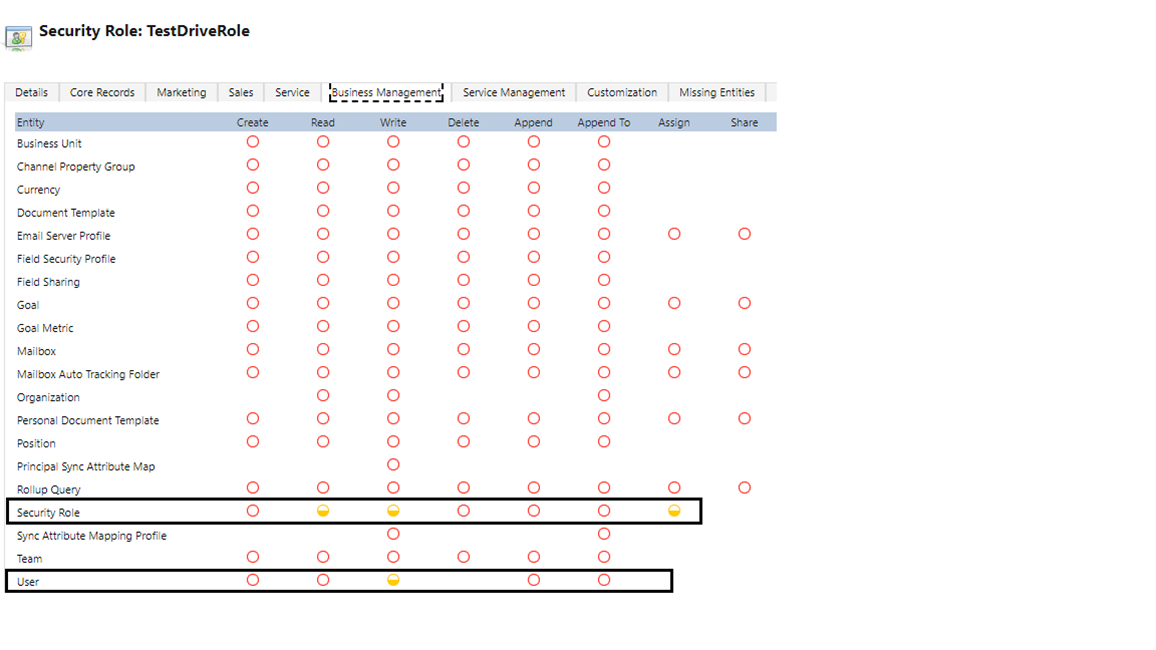 Security Role: TestDriveRole
Details Core Records Marketing Sales Service Business Management Service Management Customization Missing Entities
Entity Create Read Write Delete Append Append To Assign Share
Business Unit
Channel Property Group
Currency
Document Template
Email Server Profile
Field Security Profile
Field Sharing
Goal
Goal Metric
Mailbox
Mailbox Auto Tracking Folder
Organization
Personal Document Template
Position
Principal Sync Attribute Map
Rollup Query
Security Role
Sync Attribute Mapping Profile
Team
User